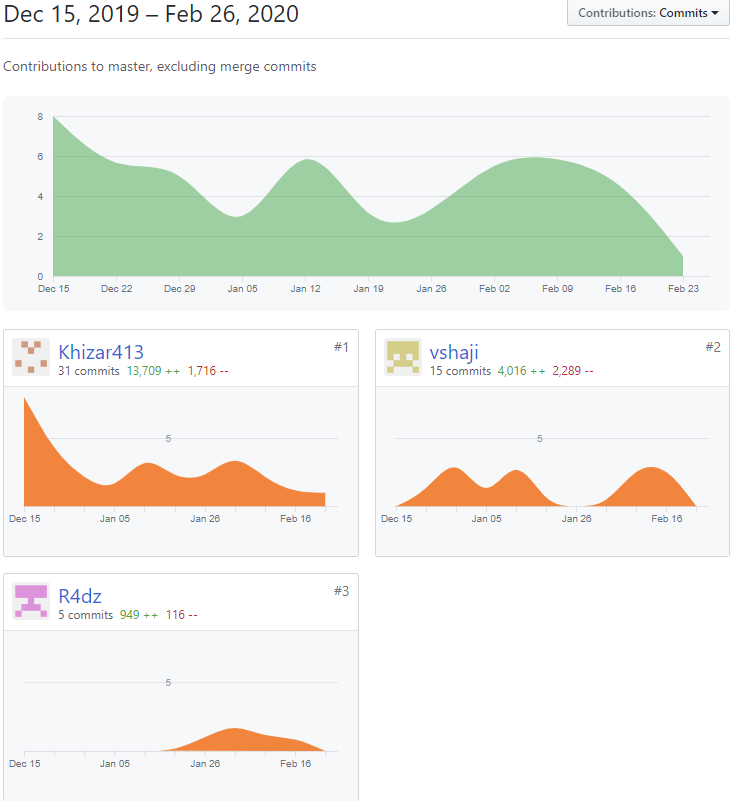 Dec 15, 2019 – Feb 26, 2020
Contributions: Commits
Contributions to master, excluding merge commits
8
6
4
2
0
Dec 15 Dec 22 Dec 29 Jan 05 Jan 12 Jan 19 Jan 26 Feb 02 Feb 09 Feb 16 Feb 23
Khizar413 #1
31 commits 13,709 ++ 1,716 --
5
Dec 15 Jan 05 Jan 26 Feb 16
vshaji #2
15 commits 4,016 ++ 2,289 --
5
Dec 15 Jan 05 Jan 26 Feb 16
R4dz #3
5 commits 949 ++ 116 --
5
Dec 15 Jan 05 Jan 26 Feb 16